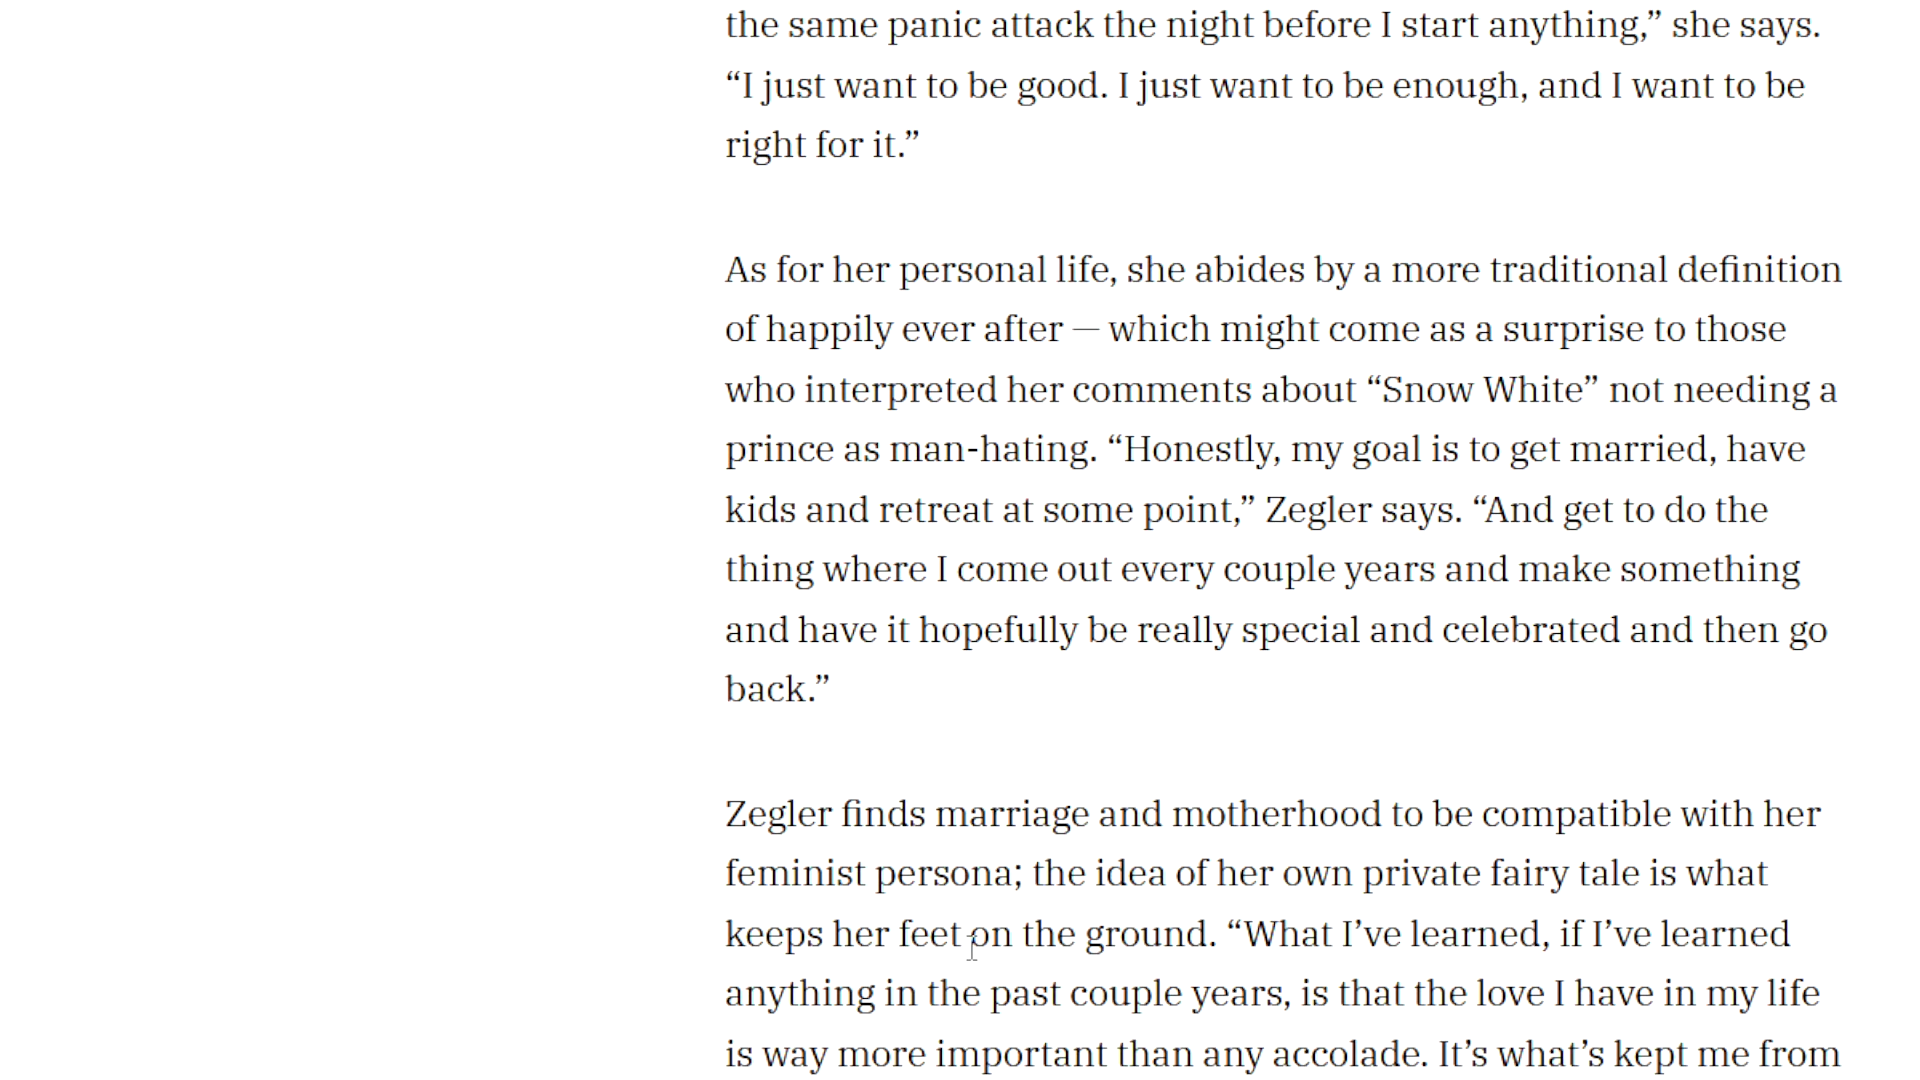 the same panic attack the night before I start anything,” she says.
“I just want to be good. I just want to be enough, and I want to be
right for it.”
As for her personal life, she abides by a more traditional definition
of happily ever after — which might come as a surprise to those
who interpreted her comments about “Snow White” not needing a
prince as man-hating. “Honestly, my goal is to get married, have
kids and retreat at some point,” Zegler says. “And get to do the
thing where I come out every couple years and make something
and have it hopefully be really special and celebrated and then go
back.”
Zegler finds marriage and motherhood to be compatible with her
feminist persona; the idea of her own private fairy tale is what
keeps her feet on the ground. “What I’ve learned, if I’ve learned
anything in the past couple years, is that the love I have in my life
is way more important than any accolade. It’s what’s kept me from